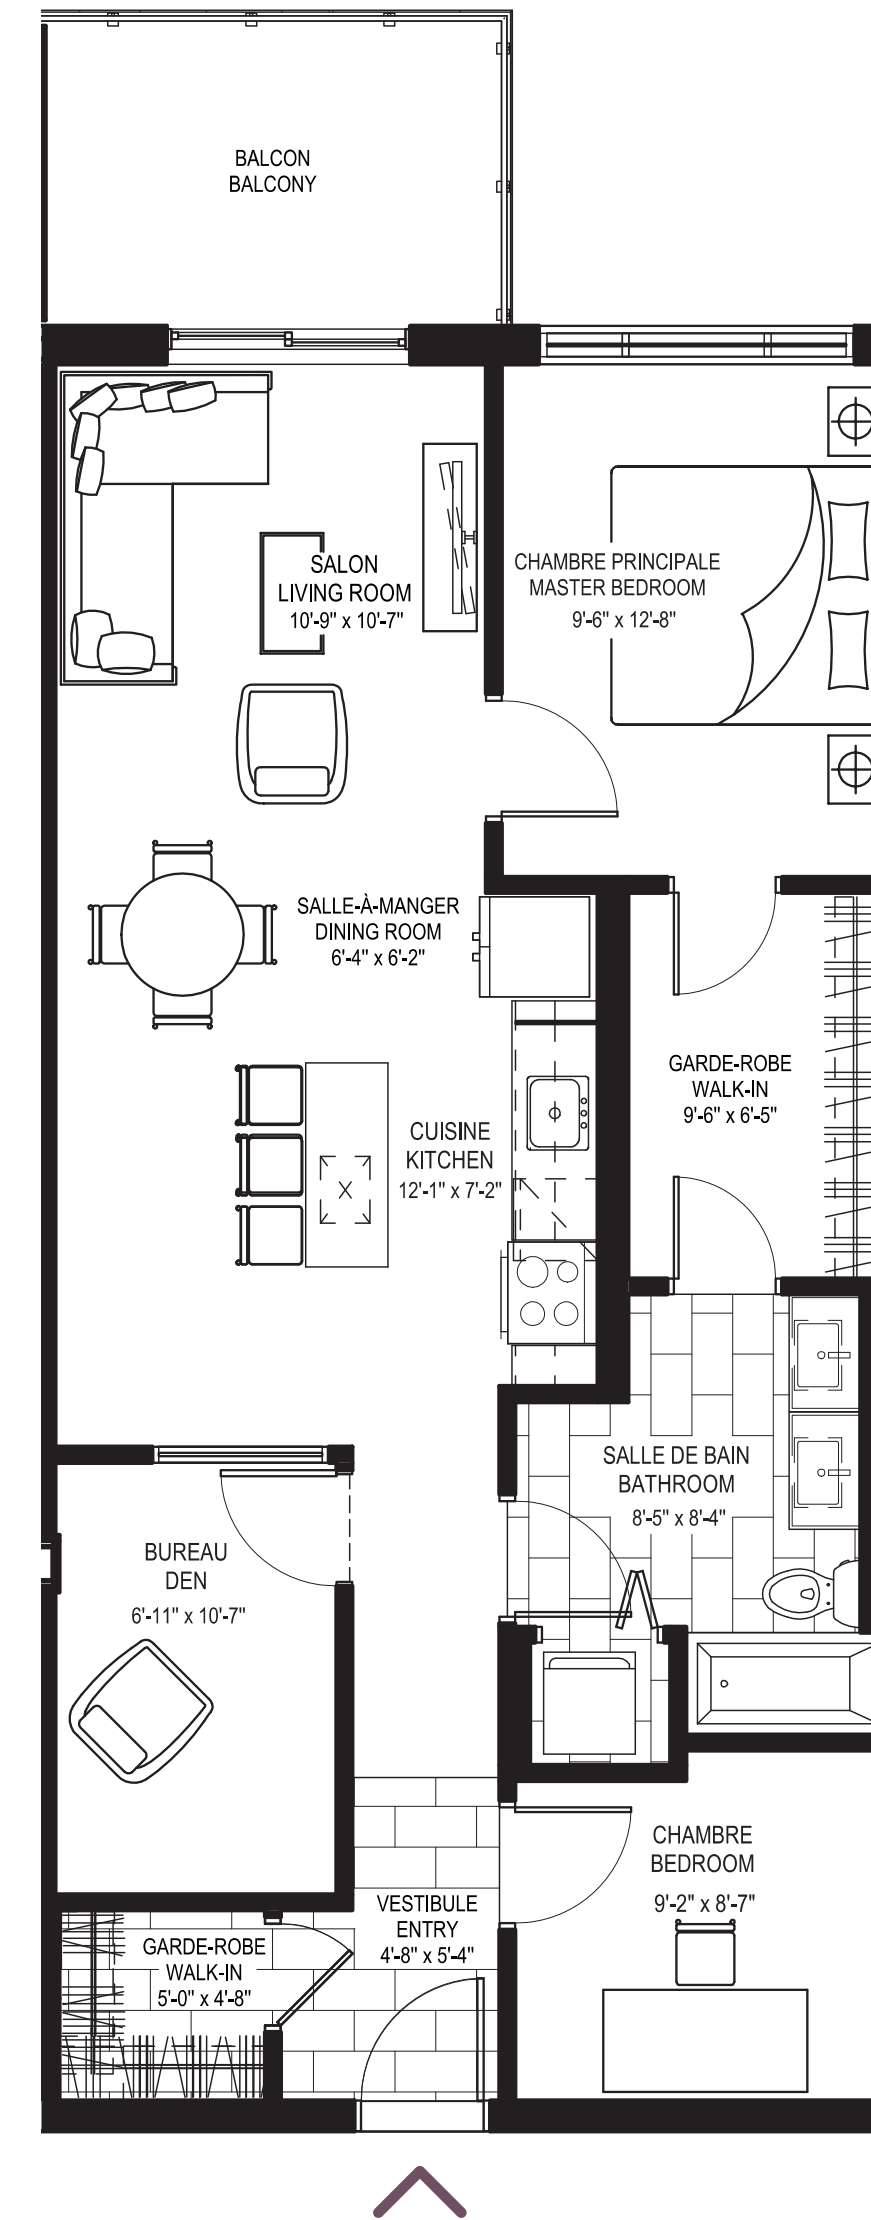 BALCON
BALCONY
SALON
LIVING ROOM
10'-9" x 10'-7"
CHAMBRE PRINCIPALE
MASTER BEDROOM
9'-6" x 12'-8"
SALLE-À-MANGER
DINING ROOM
6'-4" x 6'-2"
GARDE-ROBE
WALK-IN
9'-6" x 6'-5"
CUISINE
KITCHEN
12'-1" x 7'-2"
SALLE DE BAIN
BATHROOM
8'-5" x 8'-4"
BUREAU
DEN
6'-11" x 10'-7"
CHAMBRE
BEDROOM
9'-2" x 8'-7"
VESTIBULE
ENTRY
4'-8" x 5'-4"
GARDE-ROBE
WALK-IN
5'-0" x 4'-8"